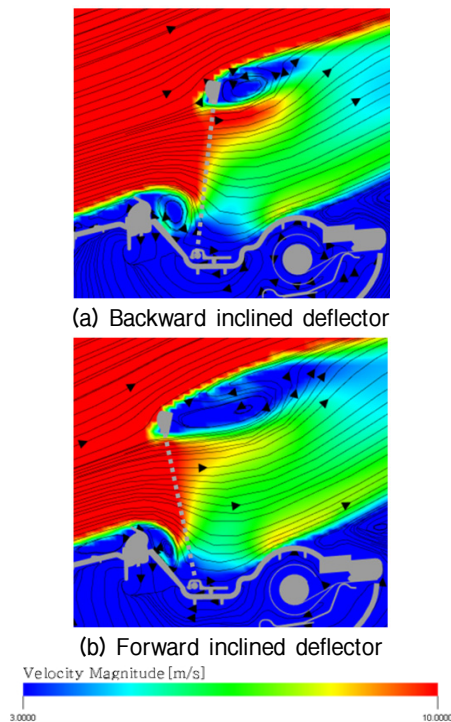 (a) Backward inclined deflector
(b) Forward inclined deflector
Velocity Magnitude [m/s]
3.0000 10.0000